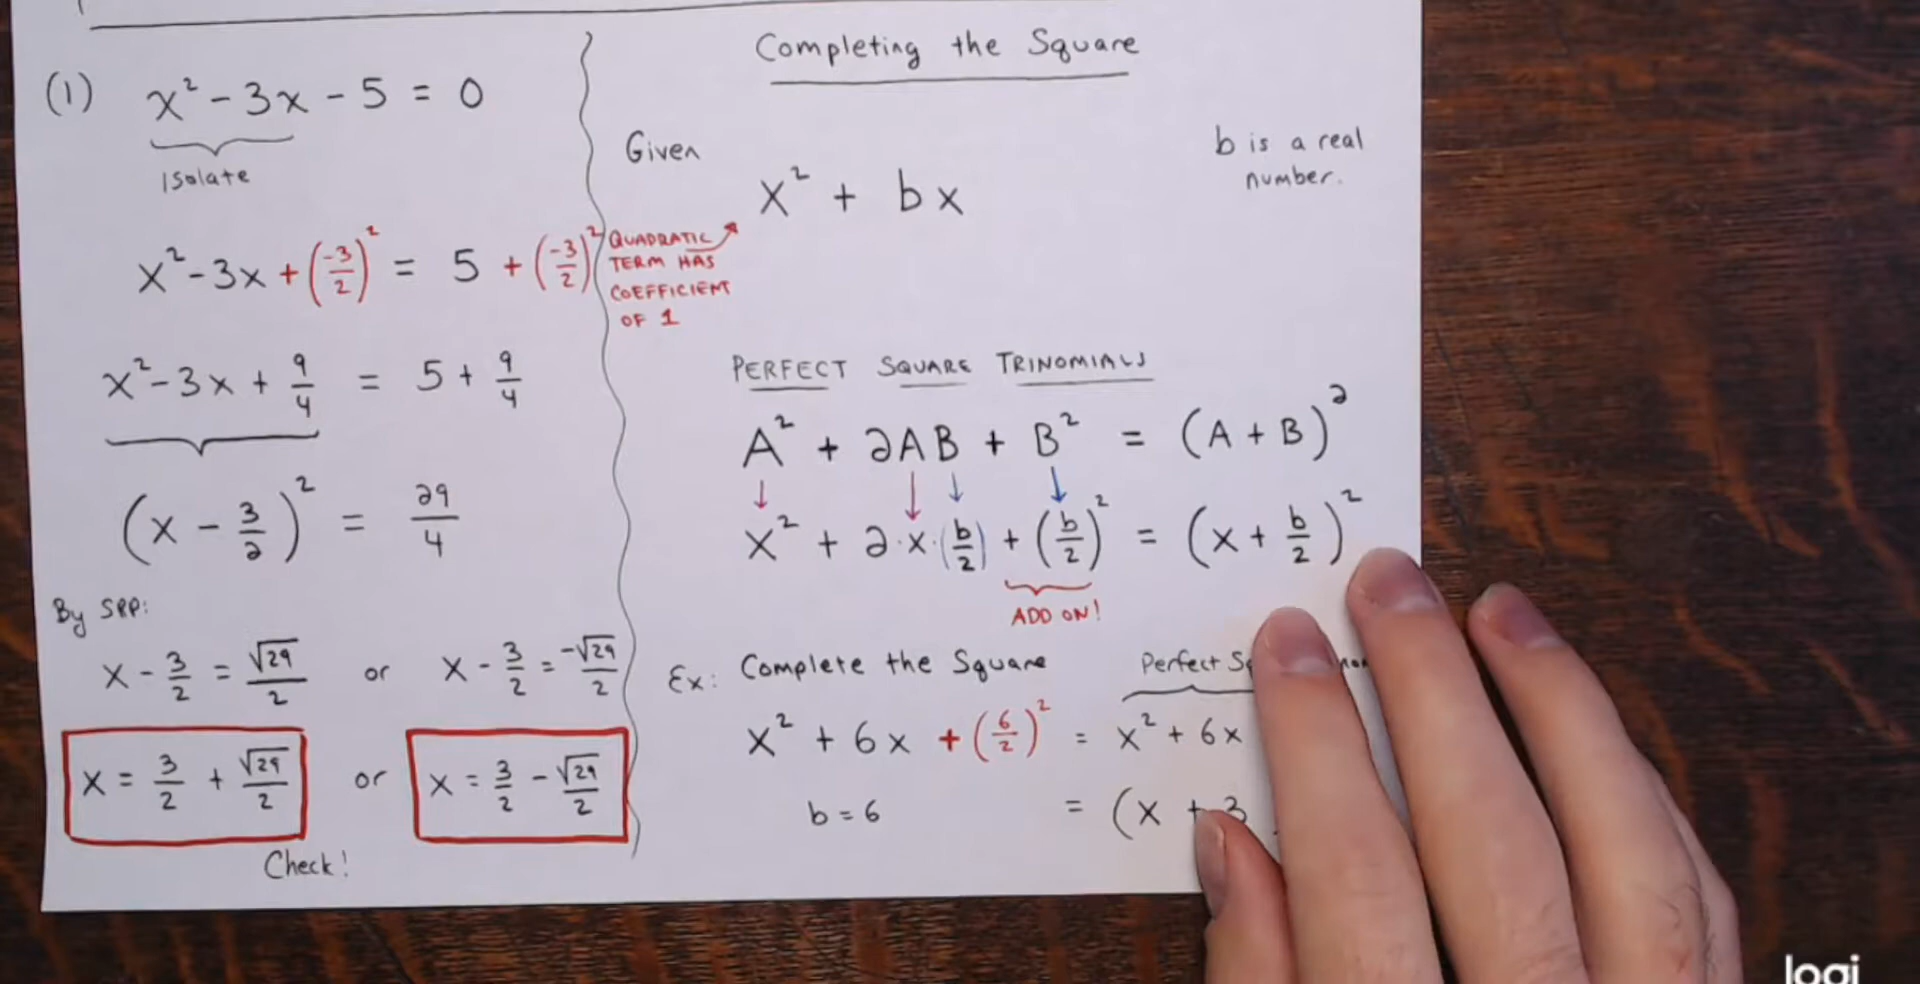 (1) x² - 3x - 5 = 0
Isolate
x² - 3x + (-3/2)² = 5 + (-3/2)²
x² - 3x + 9/4 = 5 + 9/4
(x - 3/2)² = 29/4
By SRP:
x - 3/2 = √29/2 or x - 3/2 = -√29/2
x = 3/2 + √29/2 or x = 3/2 - √29/2
Check!
Completing the Square
Given
b is a real
number.
x² + bx
QUADRATIC
TERM HAS
COEFFICIENT
OF 1
PERFECT SQUARE TRINOMIALS
A² + 2AB + B² = (A + B)²
x² + 2·x·(b/2) + (b/2)² = (x + b/2)²
ADD ON!
Ex: Complete the Square
Perfect
x² + 6x + (6/2)² = x² + 6x
b = 6
= (x + 3
logi